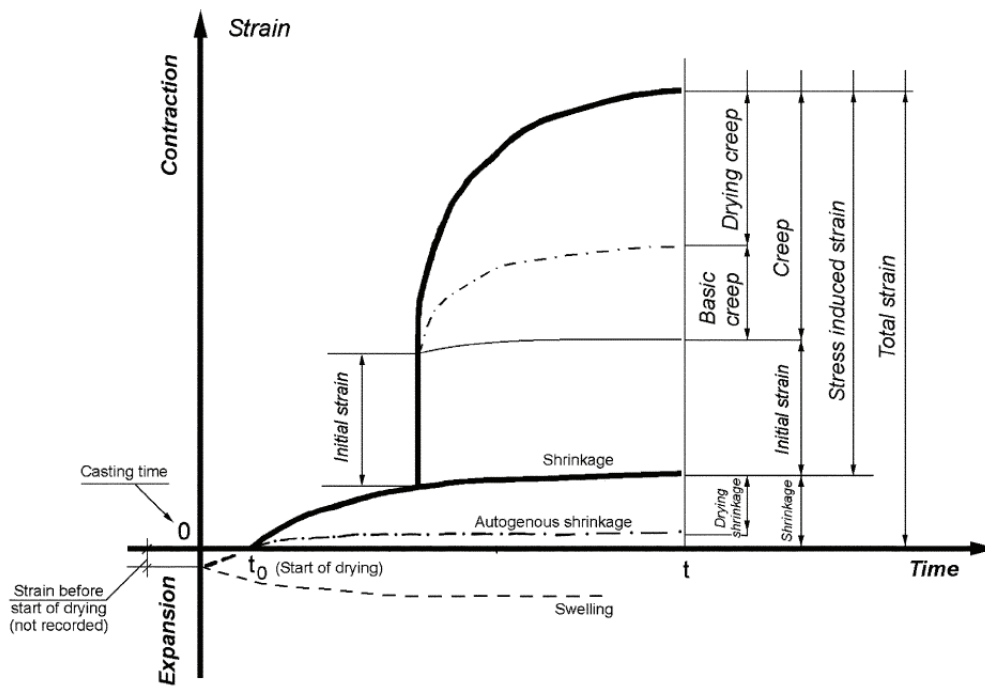 Strain
Contraction
Drying creep
Basic
creep
Creep
Stress induced strain
Total strain
Initial strain
Initial strain
Casting time
Shrinkage
Drying
shrinkage
Shrinkage
Autogenous shrinkage
0
t0 (Start of drying)
t
Time
Strain before
start of drying
(not recorded)
Expansion
Swelling